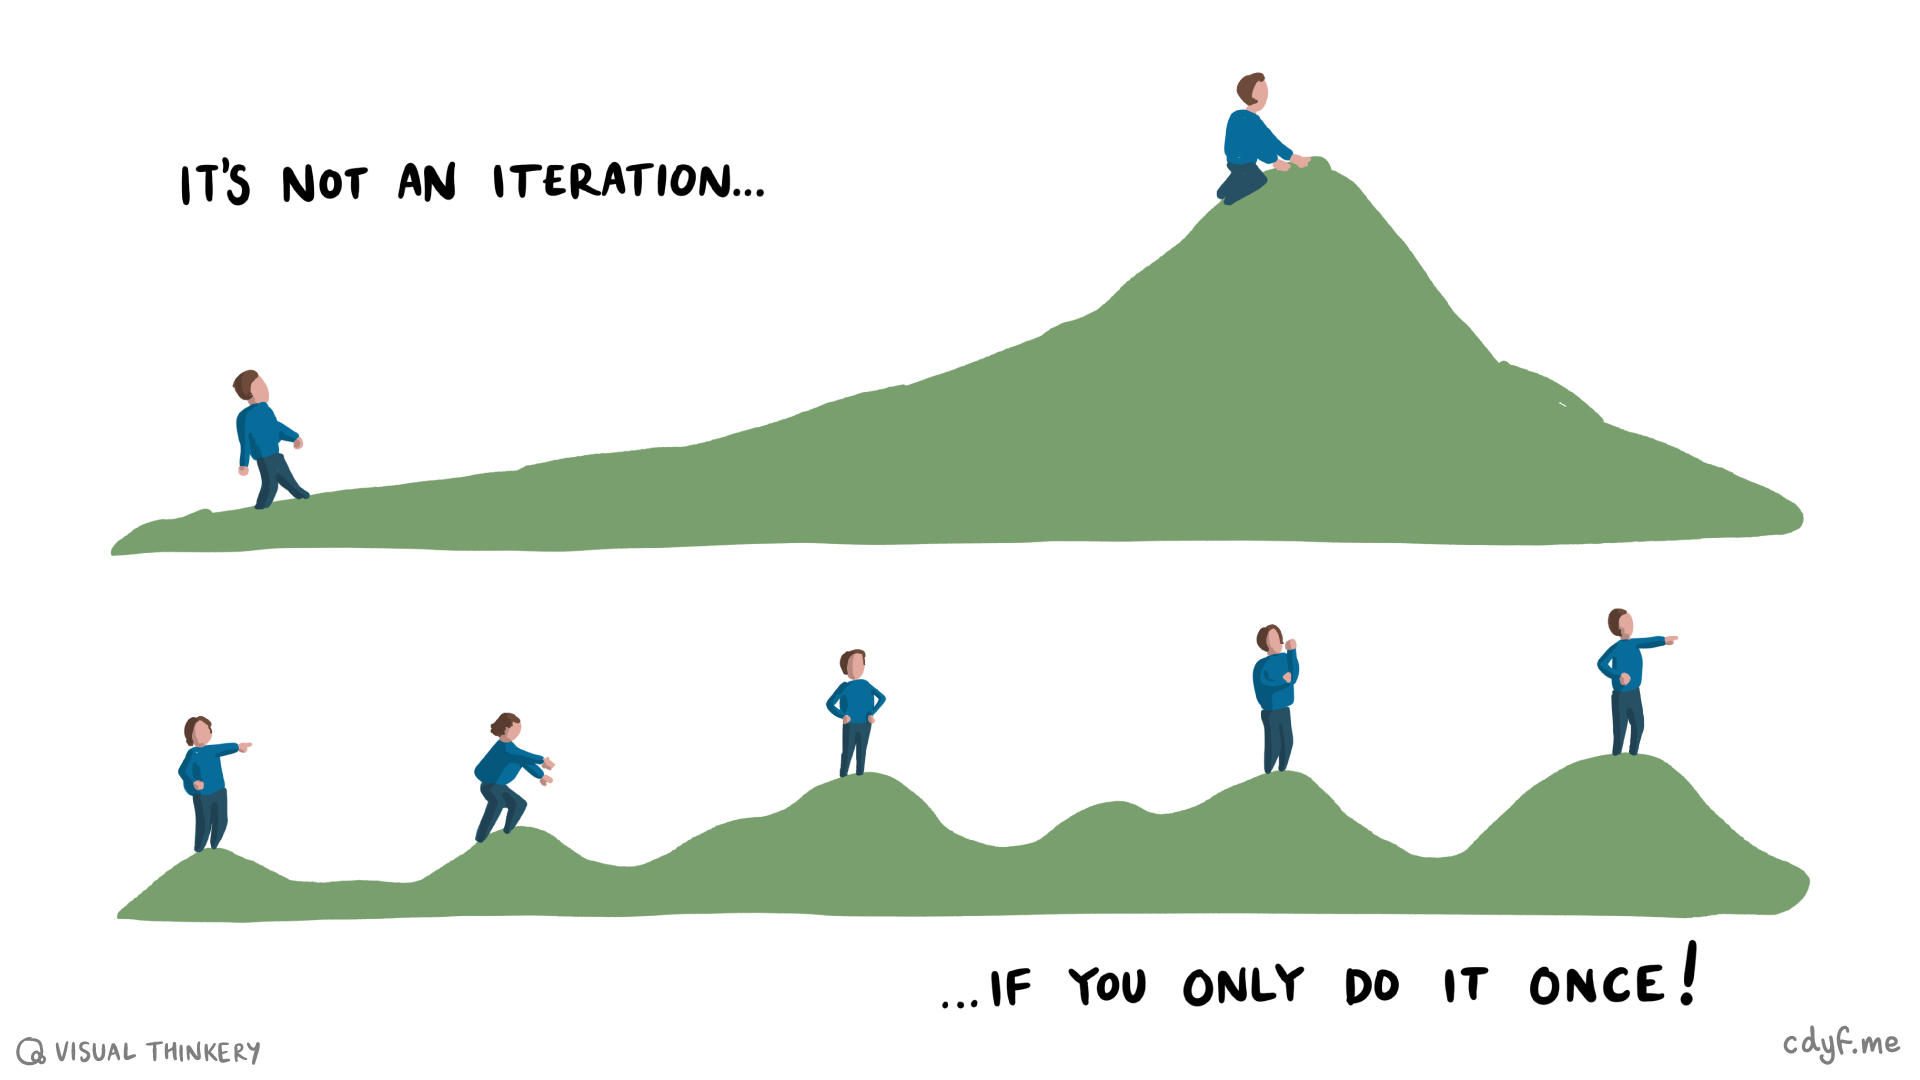 IT'S NOT AN ITERATION...
...IF YOU ONLY DO IT ONCE!
VISUAL THINKERY
cdyf.me